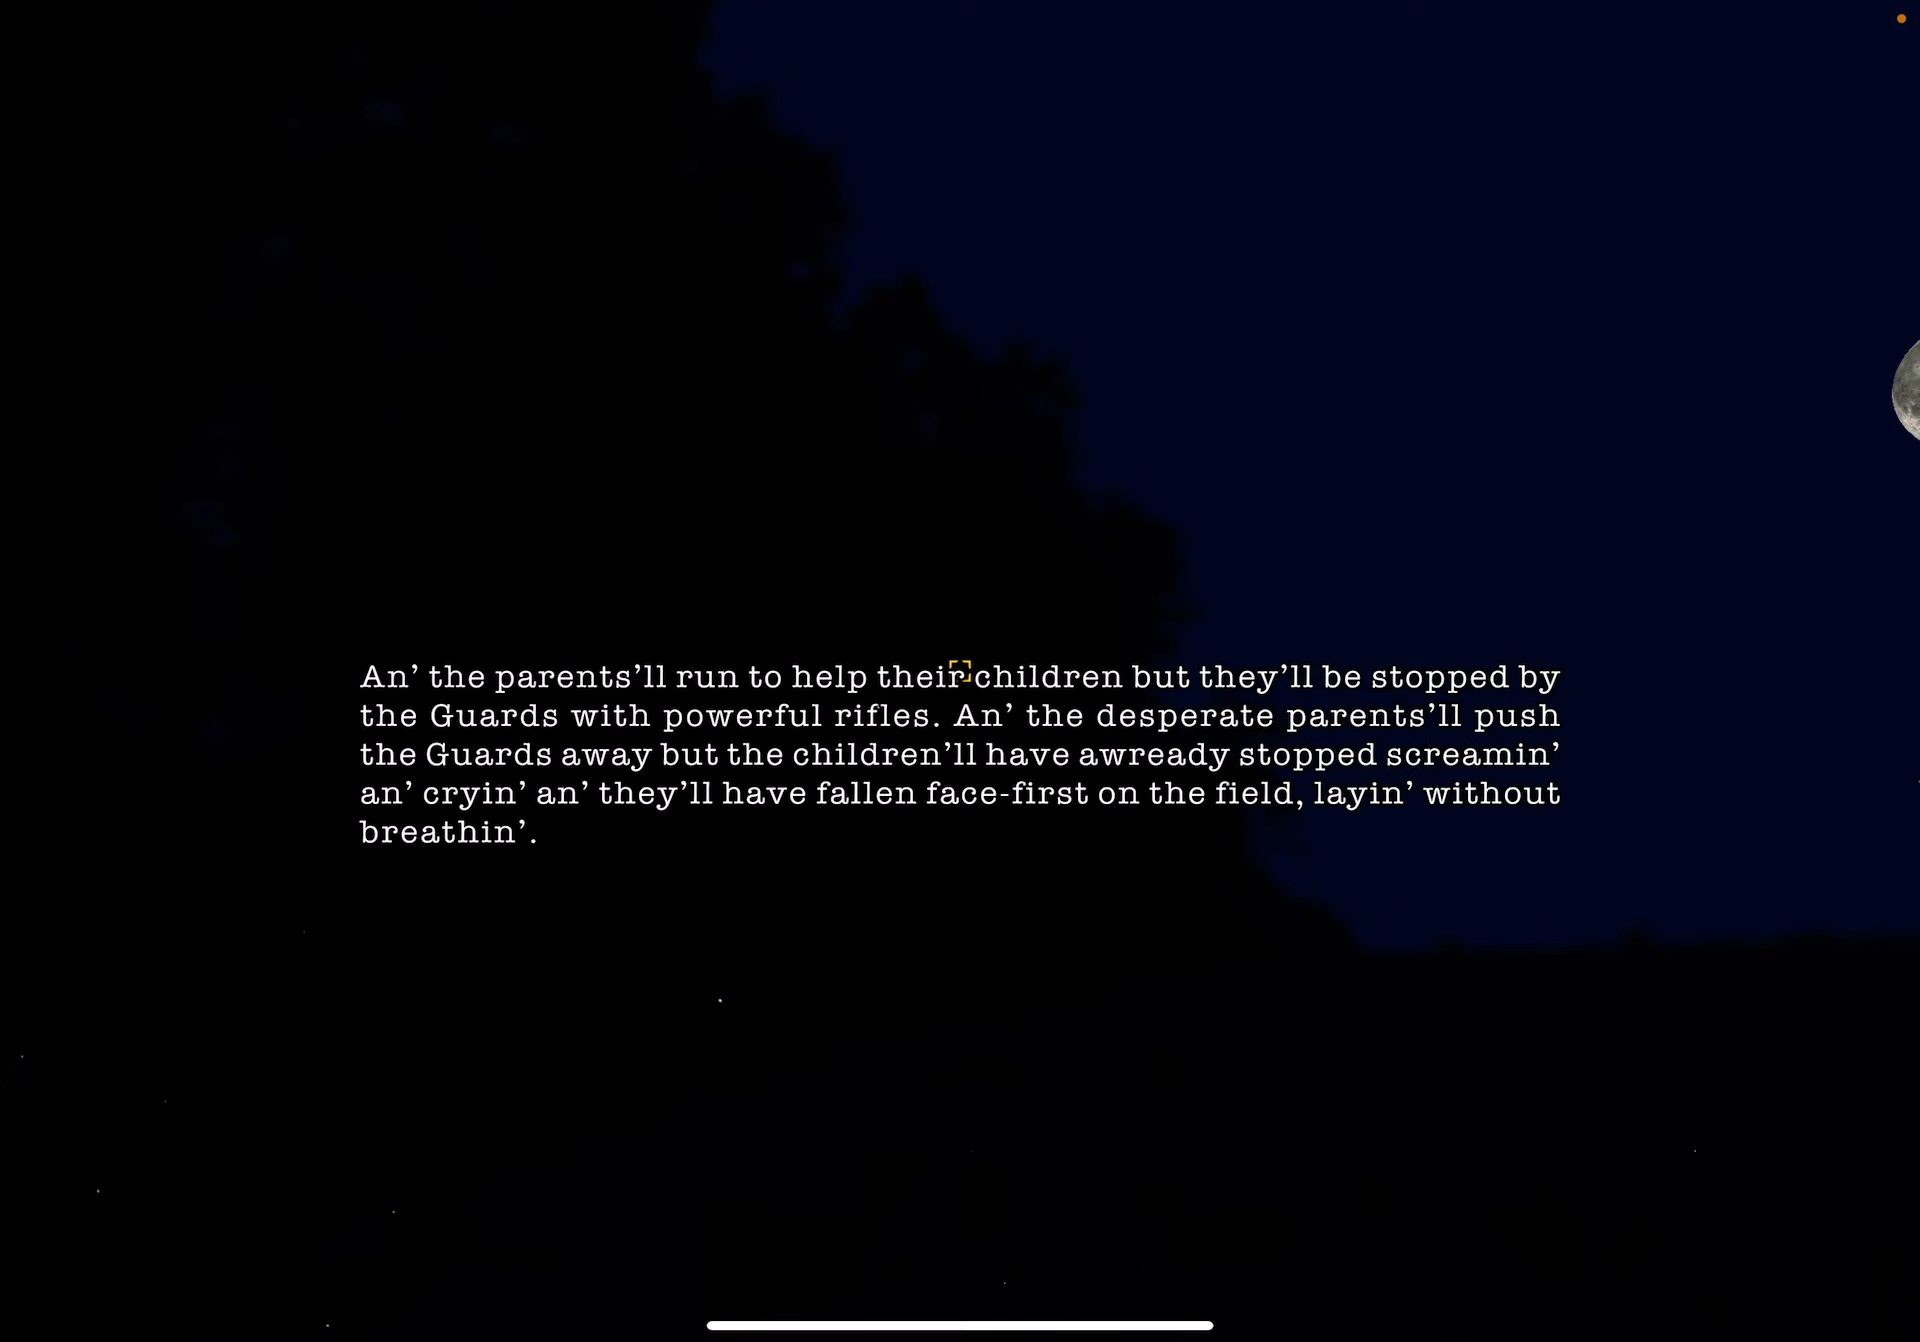 An’ the parents’ll run to help their children but they’ll be stopped by
the Guards with powerful rifles. An’ the desperate parents’ll push
the Guards away but the children’ll have awready stopped screamin’
an’ cryin’ an’ they’ll have fallen face-first on the field, layin’ without
breathin’.